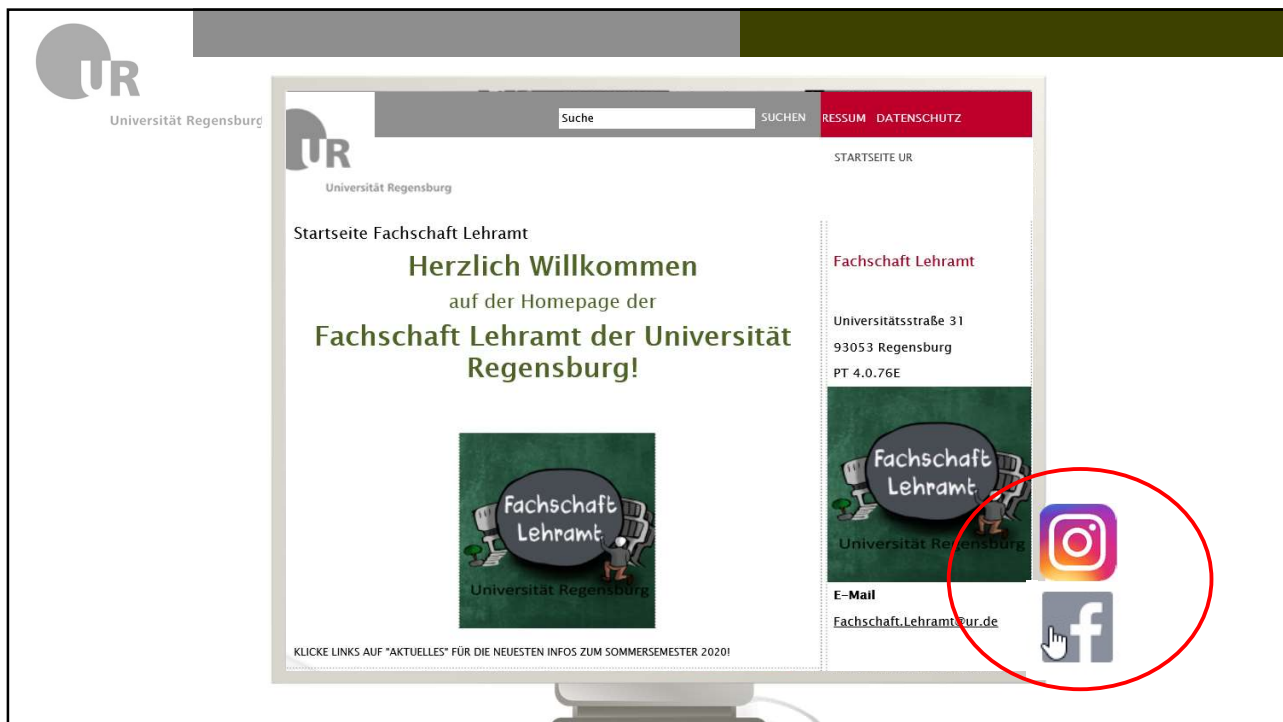 UR
Universität Regensburg
Suche
SUCHEN
RESSUM DATENSCHUTZ
UR
Universität Regensburg
STARTSEITE UR
Startseite Fachschaft Lehramt
Herzlich Willkommen
auf der Homepage der
Fachschaft Lehramt der Universität
Regensburg!
Fachschaft
Lehramt
Universität Regensburg
KLICKE LINKS AUF "AKTUELLES" FÜR DIE NEUESTEN INFOS ZUM SOMMERSEMESTER 2020!
Fachschaft Lehramt
Universitätsstraße 31
93053 Regensburg
PT 4.0.76E
Fachschaft
Lehramt
Universität Regensburg
E-Mail
Fachschaft.Lehramt@ur.de
f